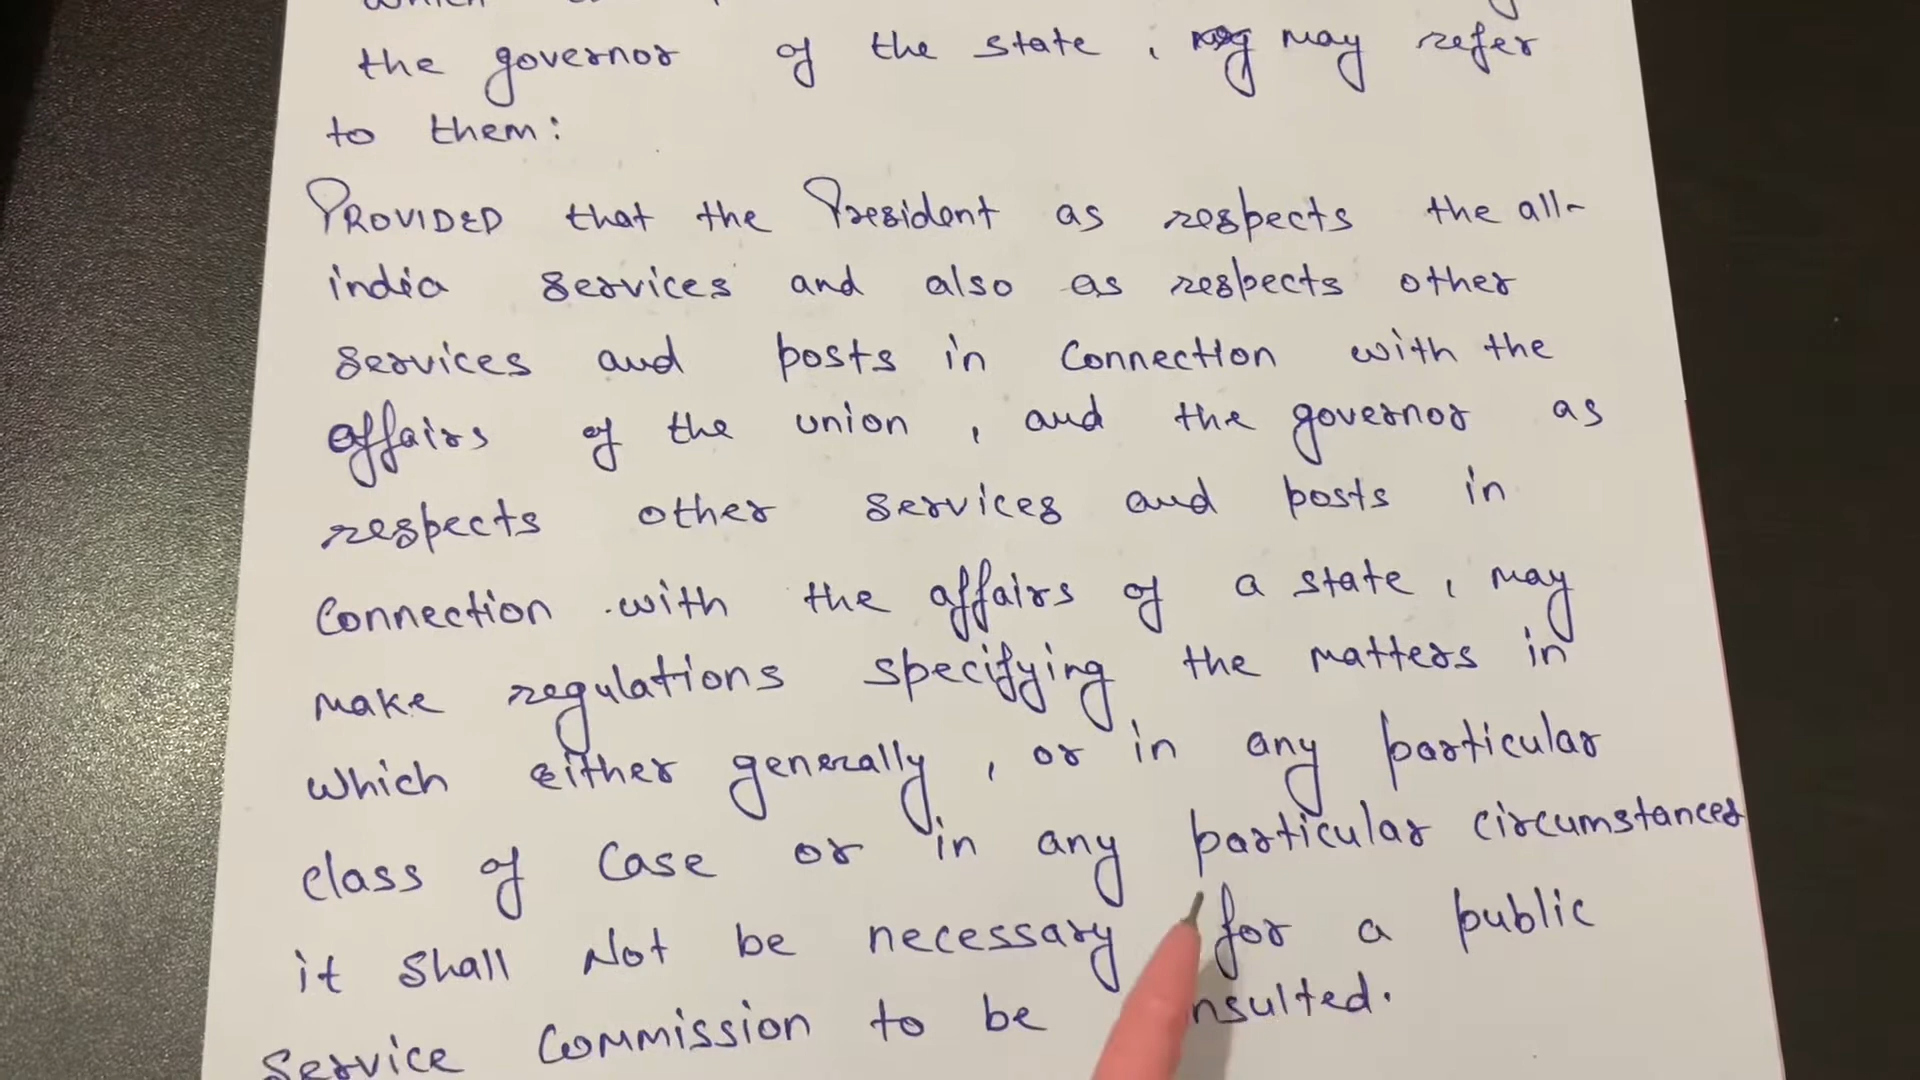 the governor of the state, may refer
to them:
PROVIDED that the President as respects the all-
india services and also as respects other
services and posts in connection with the
affairs of the union, and the governor as
respects other services and posts in
Connection with the affairs of a state, may
make regulations specifying the matters in
which either generally, or in any particular
class of case or in any particular circumstances
it shall Not be necessary for a public
Service Commission to be nsulted.